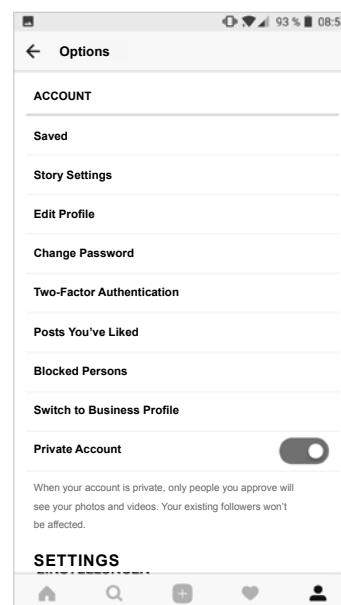 93 % 08:5
Options
ACCOUNT
Saved
Story Settings
Edit Profile
Change Password
Two-Factor Authentication
Posts You’ve Liked
Blocked Persons
Switch to Business Profile
Private Account
When your account is private, only people you approve will
see your photos and videos. Your existing followers won’t
be affected.
SETTINGS